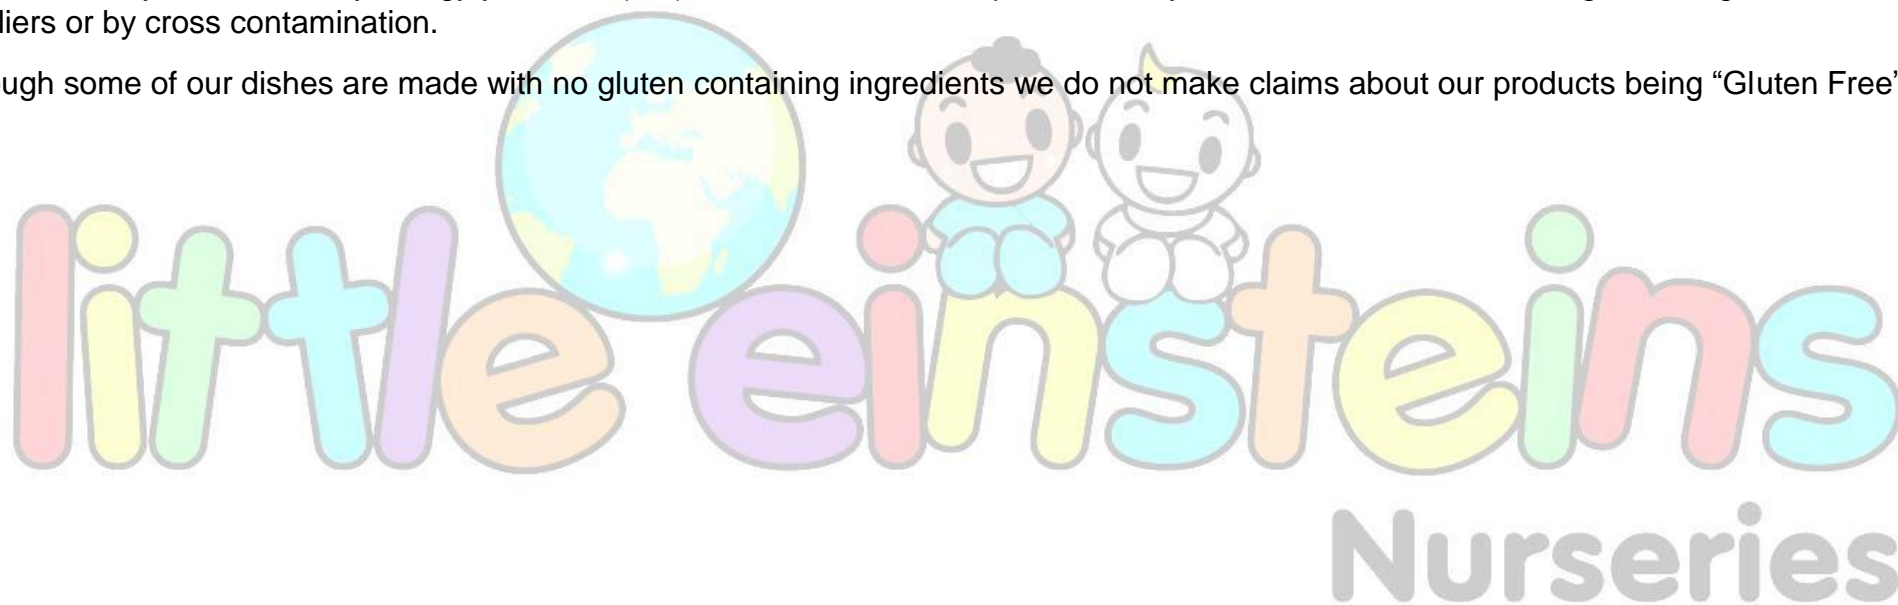 liers or by cross contamination.
ough some of our dishes are made with no gluten containing ingredients we do not make claims about our products being “Gluten Free”
little einsteins
Nurseries